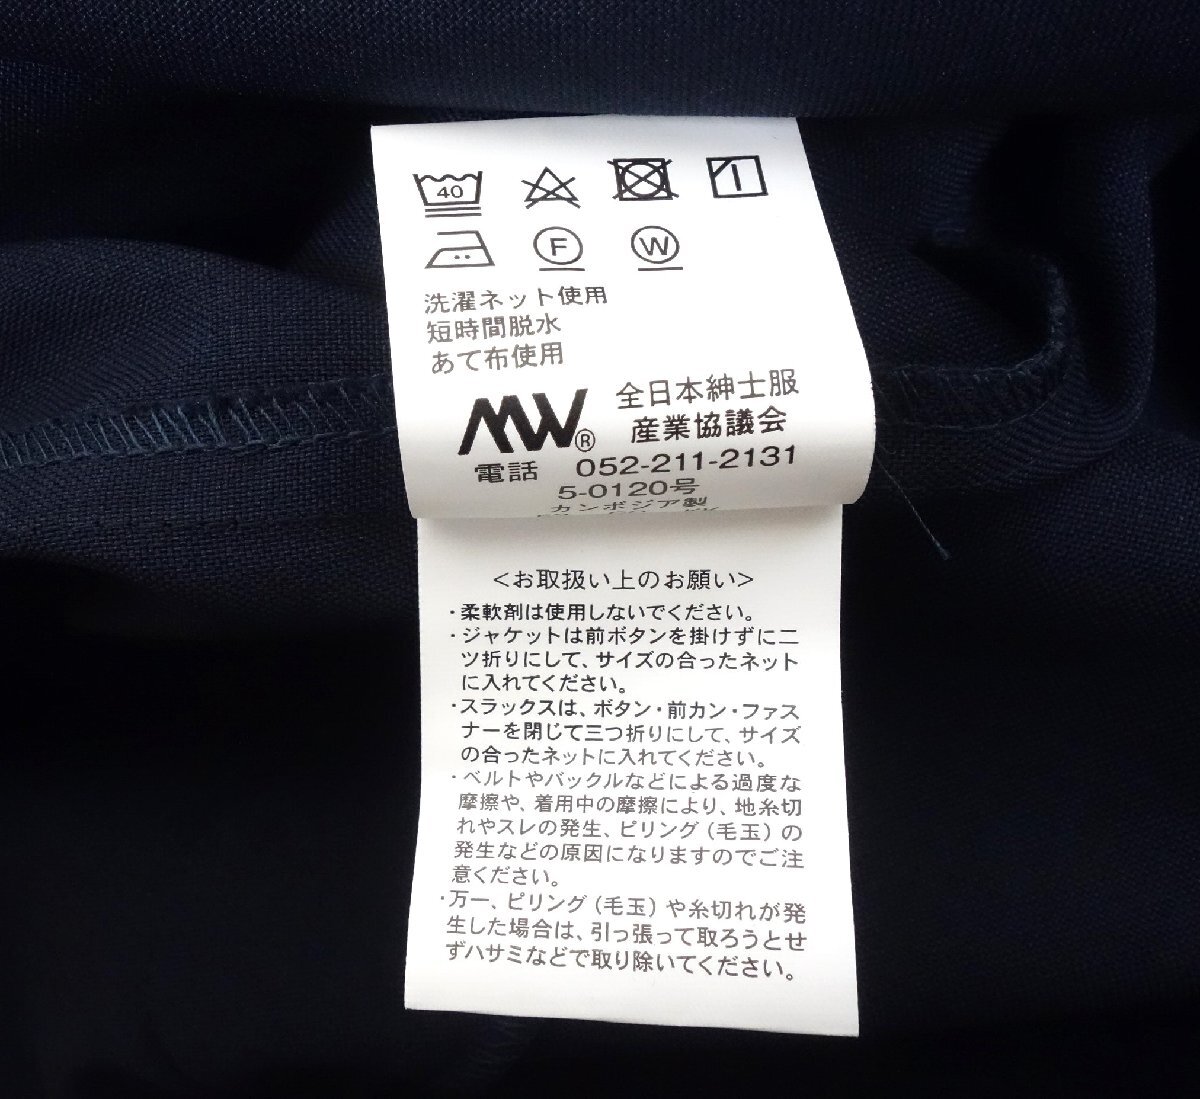 40
F W
洗濯ネット使用
短時間脱水
あて布使用
MW® 全日本紳士服
産業協議会
電話 052-211-2131
5-0120号
カンボジア製
<お取扱い上のお願い>
・柔軟剤は使用しないでください。
・ジャケットは前ボタンを掛けずに二
ツ折りにして、サイズの合ったネット
に入れてください。
・スラックスは、ボタン・前カン・ファス
ナーを閉じて三つ折りにして、サイズ
の合ったネットに入れてください。
・ベルトやバックルなどによる過度な
摩擦や、着用中の摩擦により、地糸切
れやスレの発生、ピリング(毛玉)の
発生などの原因になりますのでご注
意ください。
・万一、ピリング(毛玉)や糸切れが発
生した場合は、引っ張って取ろうとせ
ずハサミなどで取り除いてください。